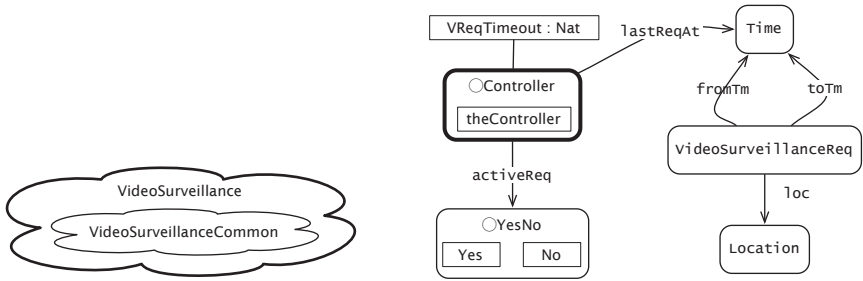 VideoSurveillance
VideoSurveillanceCommon
VReqTimeout : Nat
lastReqAt
Time
Controller
theController
fromTm
toTm
VideoSurveillanceReq
activeReq
loc
YesNo
Yes
No
Location